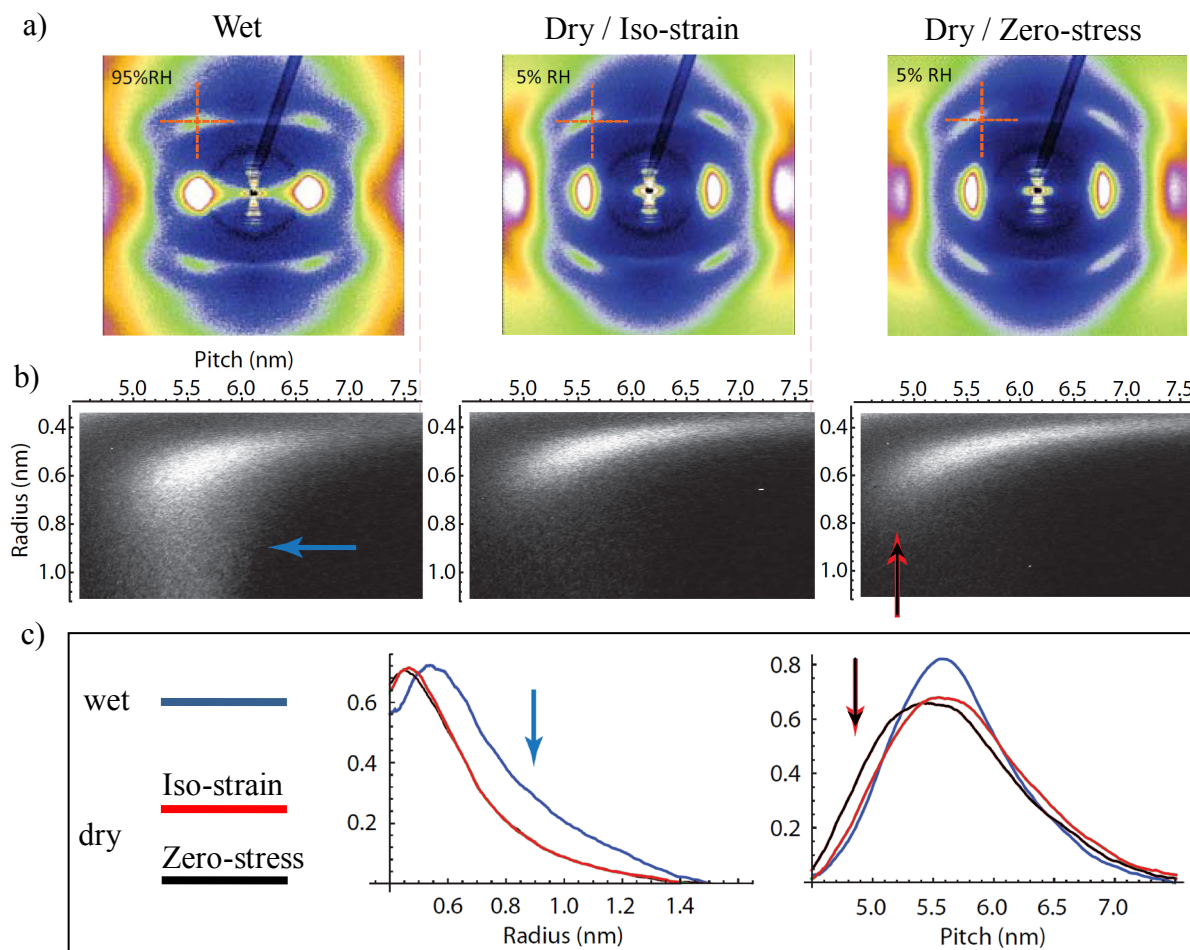 a)
Wet
Dry / Iso-strain
Dry / Zero-stress
95%RH
5% RH
5% RH
Pitch (nm)
b)
5.0 5.5 6.0 6.5 7.0 7.5
5.0 5.5 6.0 6.5 7.0 7.5
5.0 5.5 6.0 6.5 7.0 7.5
Radius (nm)
0.4
0.6
0.8
1.0
0.4
0.6
0.8
1.0
0.4
0.6
0.8
1.0
c)
wet
Iso-strain
dry
Zero-stress
0.6
0.4
0.2
0.6 0.8 1.0 1.2 1.4
Radius (nm)
0.8
0.6
0.4
0.2
5.0 5.5 6.0 6.5 7.0
Pitch (nm)